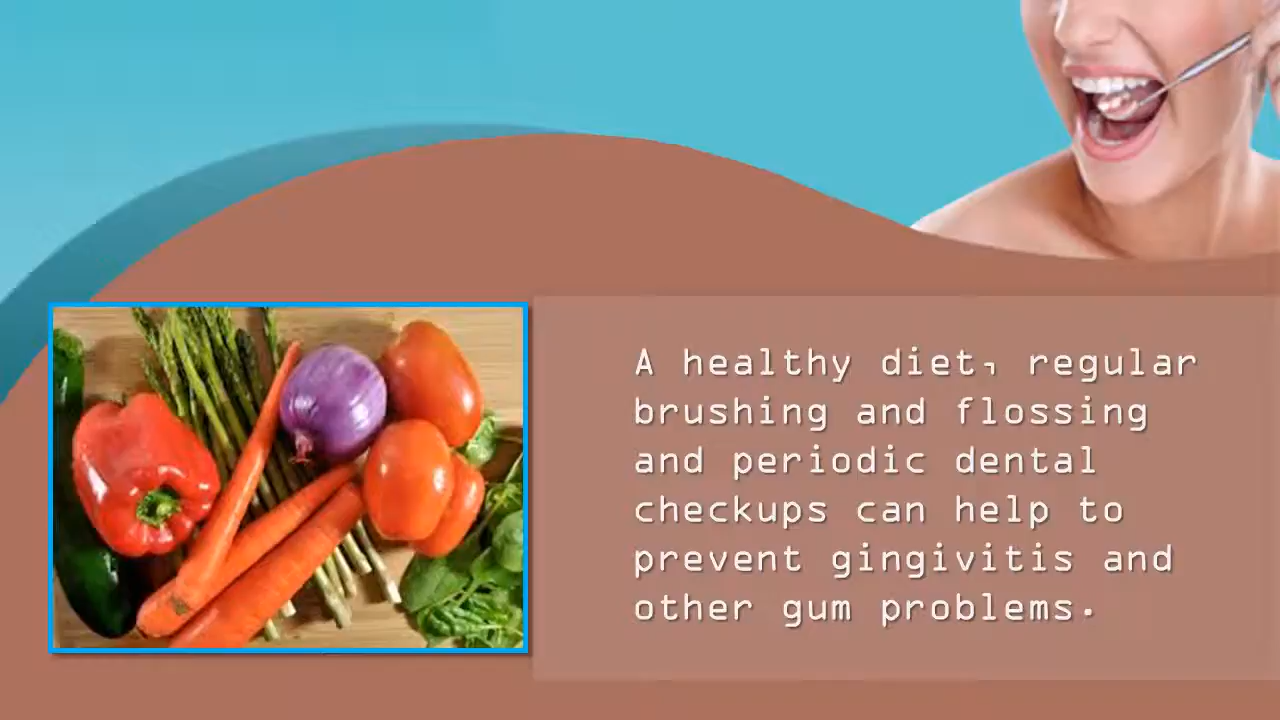 A healthy diet, regular
brushing and flossing
and periodic dental
checkups can help to
prevent gingivitis and
other gum problems.